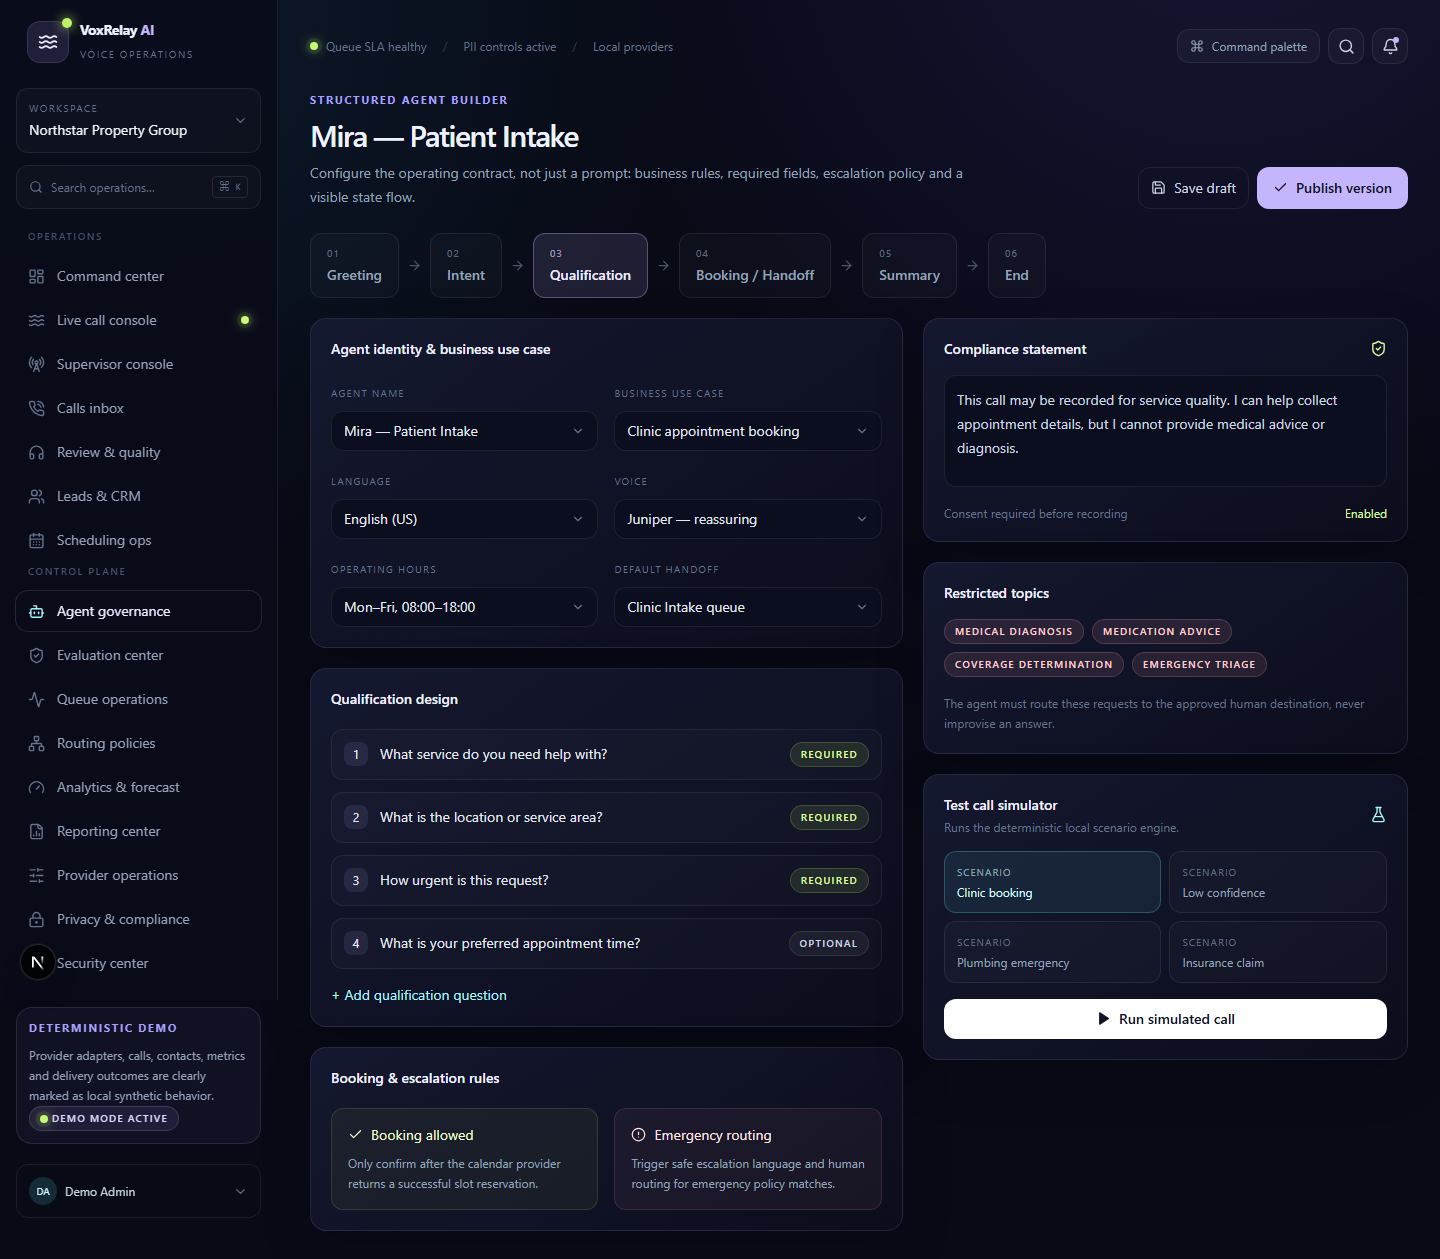 VoxRelay AI
VOICE OPERATIONS
WORKSPACE
Northstar Property Group
Search operations...
⌘ K
OPERATIONS
Command center
Live call console
Supervisor console
Calls inbox
Review & quality
Leads & CRM
Scheduling ops
CONTROL PLANE
Agent governance
Evaluation center
Queue operations
Routing policies
Analytics & forecast
Reporting center
Provider operations
Privacy & compliance
N
Security center
DETERMINISTIC DEMO
Provider adapters, calls, contacts, metrics
and delivery outcomes are clearly
marked as local synthetic behavior.
DEMO MODE ACTIVE
DA
Demo Admin
Queue SLA healthy / PII controls active / Local providers
⌘ Command palette
STRUCTURED AGENT BUILDER
Mira — Patient Intake
Configure the operating contract, not just a prompt: business rules, required fields, escalation policy and a
visible state flow.
Save draft
Publish version
01
Greeting
02
Intent
03
Qualification
04
Booking / Handoff
05
Summary
06
End
Agent identity & business use case
AGENT NAME
Mira — Patient Intake
BUSINESS USE CASE
Clinic appointment booking
LANGUAGE
English (US)
VOICE
Juniper — reassuring
OPERATING HOURS
Mon–Fri, 08:00–18:00
DEFAULT HANDOFF
Clinic Intake queue
Qualification design
1 What service do you need help with? REQUIRED
2 What is the location or service area? REQUIRED
3 How urgent is this request? REQUIRED
4 What is your preferred appointment time? OPTIONAL
+ Add qualification question
Booking & escalation rules
Booking allowed
Only confirm after the calendar provider
returns a successful slot reservation.
Emergency routing
Trigger safe escalation language and human
routing for emergency policy matches.
Compliance statement
This call may be recorded for service quality. I can help collect
appointment details, but I cannot provide medical advice or
diagnosis.
Consent required before recording
Enabled
Restricted topics
MEDICAL DIAGNOSIS
MEDICATION ADVICE
COVERAGE DETERMINATION
EMERGENCY TRIAGE
The agent must route these requests to the approved human destination, never
improvise an answer.
Test call simulator
Runs the deterministic local scenario engine.
SCENARIO
Clinic booking
SCENARIO
Low confidence
SCENARIO
Plumbing emergency
SCENARIO
Insurance claim
Run simulated call